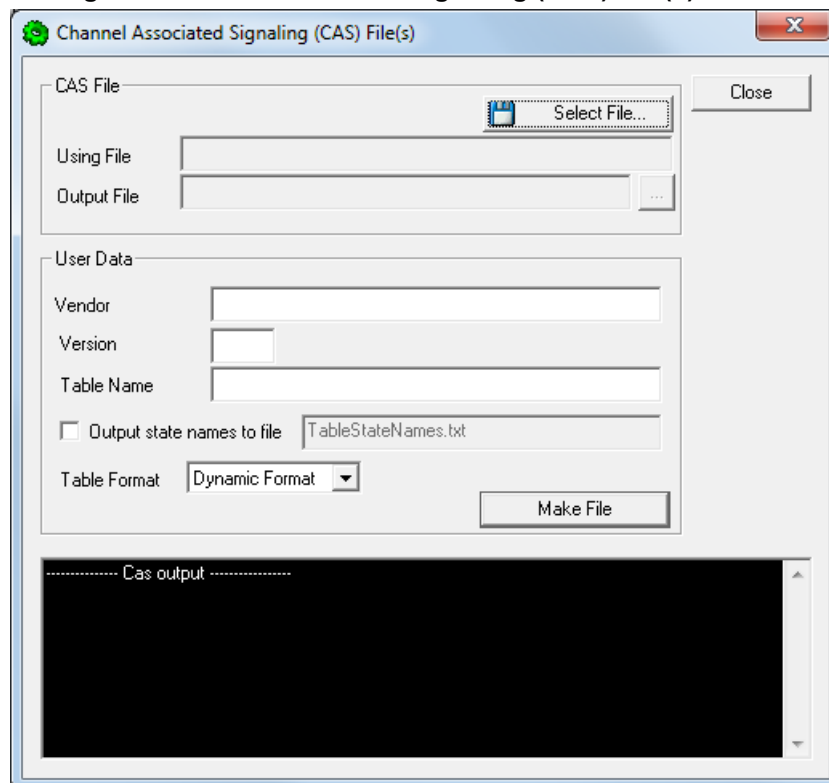 Channel Associated Signaling (CAS) File(s)
CAS File
Select File...
Close
Using File
Output File
...
User Data
Vendor
Version
Table Name
Output state names to file TableStateNames.txt
Table Format Dynamic Format
Make File
--------------- Cas output -----------------